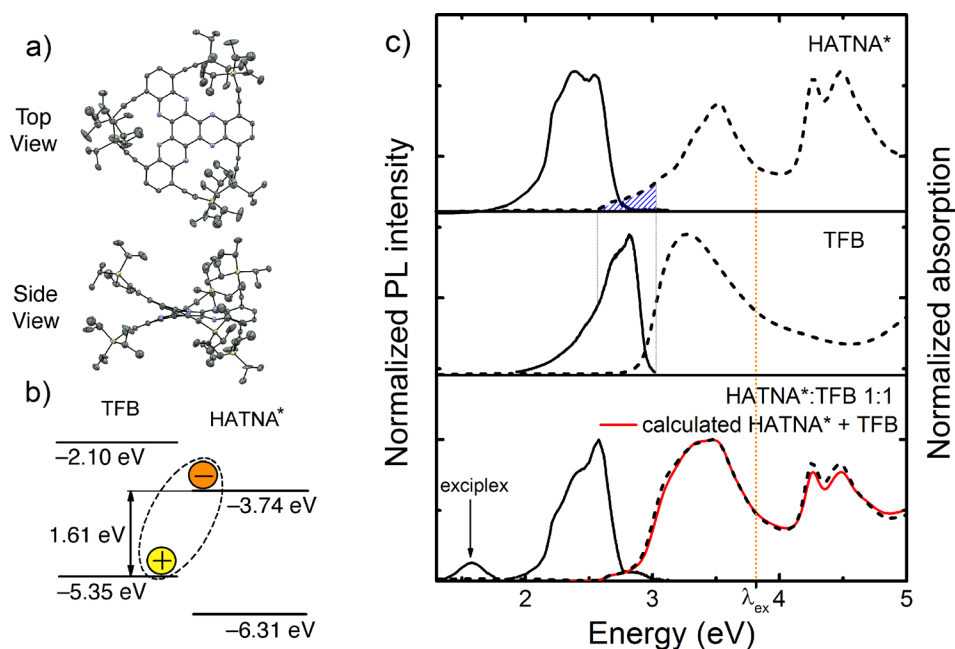 a)
Top
View
Side
View
b)
TFB
HATNA*
−2.10 eV
−
−3.74 eV
1.61 eV
+
−5.35 eV
−6.31 eV
c)
Normalized PL intensity
HATNA*
TFB
HATNA*:TFB 1:1
calculated HATNA* + TFB
exciplex
2 3 λex 4 5
Energy (eV)
Normalized absorption